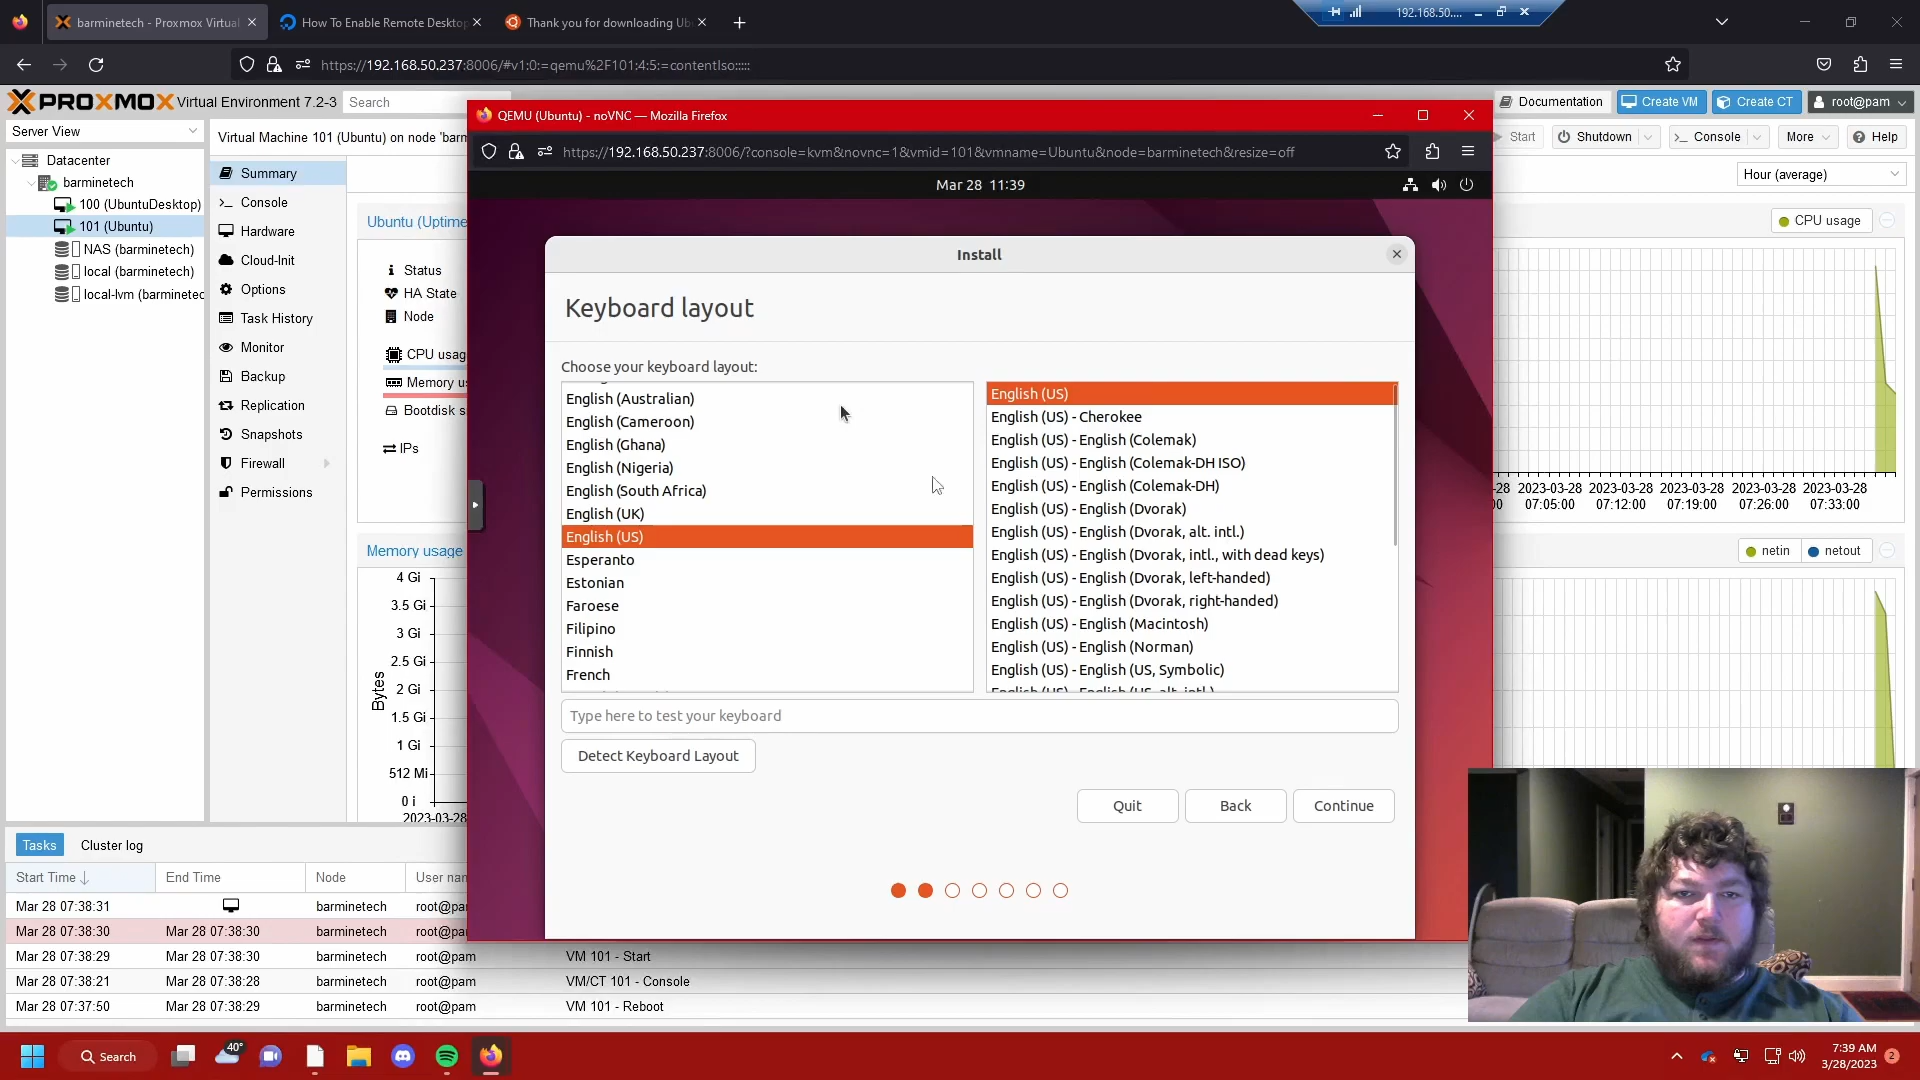 barminetech - Proxmox Virtual
How To Enable Remote Desktop
Thank you for downloading Ub
192.168.50....
https://192.168.50.237:8006/#v1:0:=qemu%2F101:4:5:=contentIso:::::
PROXMOX Virtual Environment 7.2-3
Search
Documentation
Create VM
Create CT
root@pam
Server View
Virtual Machine 101 (Ubuntu) on node 'barm
Start
Shutdown
Console
More
Help
Datacenter
barminetech
100 (UbuntuDesktop)
101 (Ubuntu)
NAS (barminetech)
local (barminetech)
local-lvm (barminetec
Summary
Console
Hardware
Cloud-Init
Options
Task History
Monitor
Backup
Replication
Snapshots
Firewall
Permissions
Hour (average)
Ubuntu (Uptime
Status
HA State
Node
CPU usag
Memory us
Bootdisk s
IPs
Memory usage
4 Gi
3.5 Gi
3 Gi
2.5 Gi
2 Gi
1.5 Gi
1 Gi
512 Mi
0 i
Bytes
2023-03-28
QEMU (Ubuntu) - noVNC — Mozilla Firefox
https://192.168.50.237:8006/?console=kvm&novnc=1&vmid=101&vmname=Ubuntu&node=barminetech&resize=off
Mar 28 11:39
Install
Keyboard layout
Choose your keyboard layout:
English (Australian)
English (Cameroon)
English (Ghana)
English (Nigeria)
English (South Africa)
English (UK)
English (US)
Esperanto
Estonian
Faroese
Filipino
Finnish
French
English (US)
English (US) - Cherokee
English (US) - English (Colemak)
English (US) - English (Colemak-DH ISO)
English (US) - English (Colemak-DH)
English (US) - English (Dvorak)
English (US) - English (Dvorak, alt. intl.)
English (US) - English (Dvorak, intl., with dead keys)
English (US) - English (Dvorak, left-handed)
English (US) - English (Dvorak, right-handed)
English (US) - English (Macintosh)
English (US) - English (Norman)
English (US) - English (US, Symbolic)
English (US) - English (US, alt. intl.)
Type here to test your keyboard
Detect Keyboard Layout
Quit
Back
Continue
CPU usage
-28 2023-03-28 2023-03-28 2023-03-28 2023-03-28 2023-03-28
00 07:05:00 07:12:00 07:19:00 07:26:00 07:33:00
netin
netout
Tasks
Cluster log
Start Time
End Time
Node
User nam
Mar 28 07:38:31 barminetech root@pa
Mar 28 07:38:30 Mar 28 07:38:30 barminetech root@pa
Mar 28 07:38:29 Mar 28 07:38:30 barminetech root@pam VM 101 - Start
Mar 28 07:38:21 Mar 28 07:38:28 barminetech root@pam VM/CT 101 - Console
Mar 28 07:37:50 Mar 28 07:38:29 barminetech root@pam VM 101 - Reboot
40°
Search
7:39 AM
3/28/2023
2